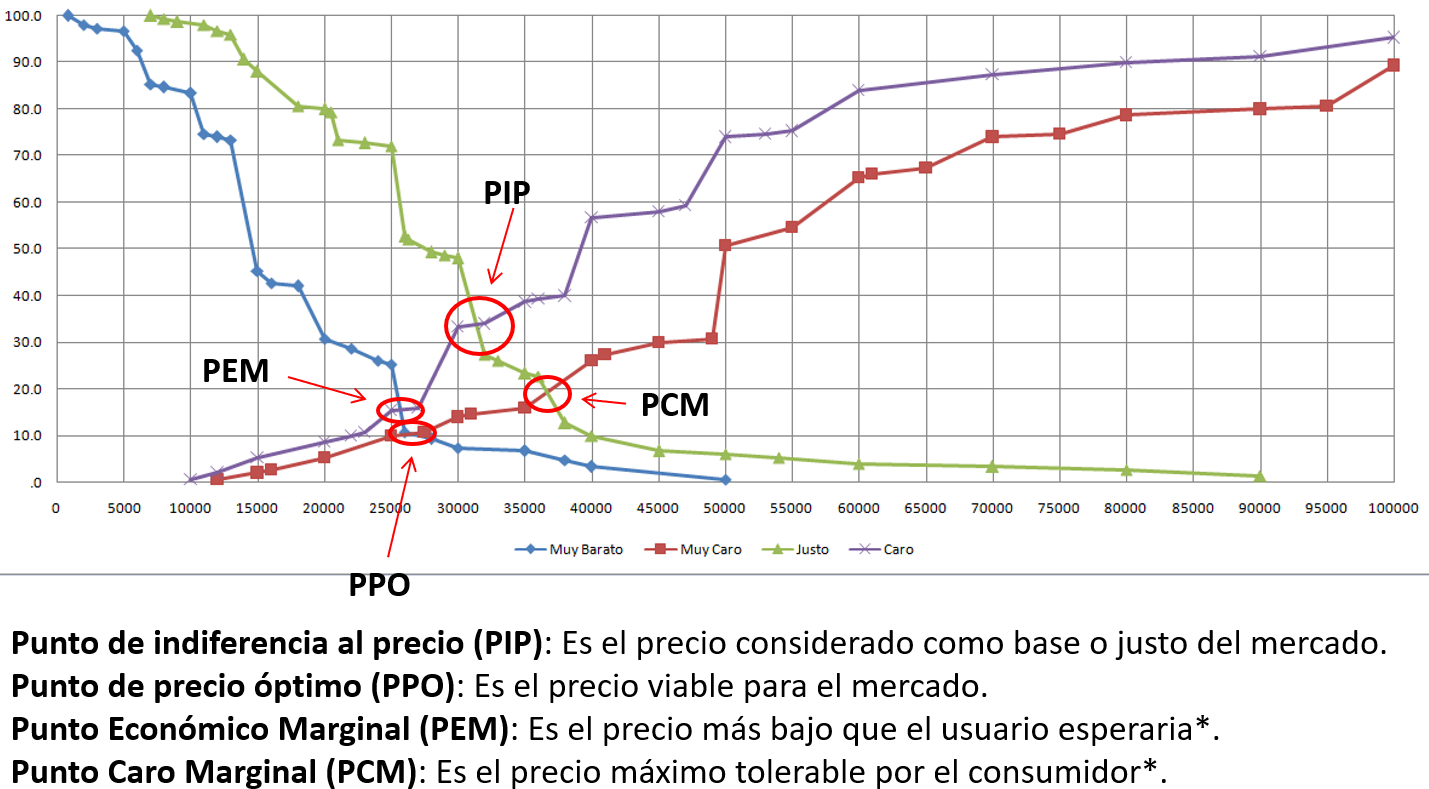 100.0
90.0
80.0
70.0
60.0
50.0
40.0
30.0
20.0
10.0
.0
PIP
PEM
PCM
0 5000 10000 15000 20000 25000 30000 35000 40000 45000 50000 55000 60000 65000 70000 75000 80000 85000 90000 95000 100000
Muy Barato Muy Caro Justo Caro
PPO
Punto de indiferencia al precio (PIP): Es el precio considerado como base o justo del mercado.
Punto de precio óptimo (PPO): Es el precio viable para el mercado.
Punto Económico Marginal (PEM): Es el precio más bajo que el usuario esperaria*.
Punto Caro Marginal (PCM): Es el precio máximo tolerable por el consumidor*.